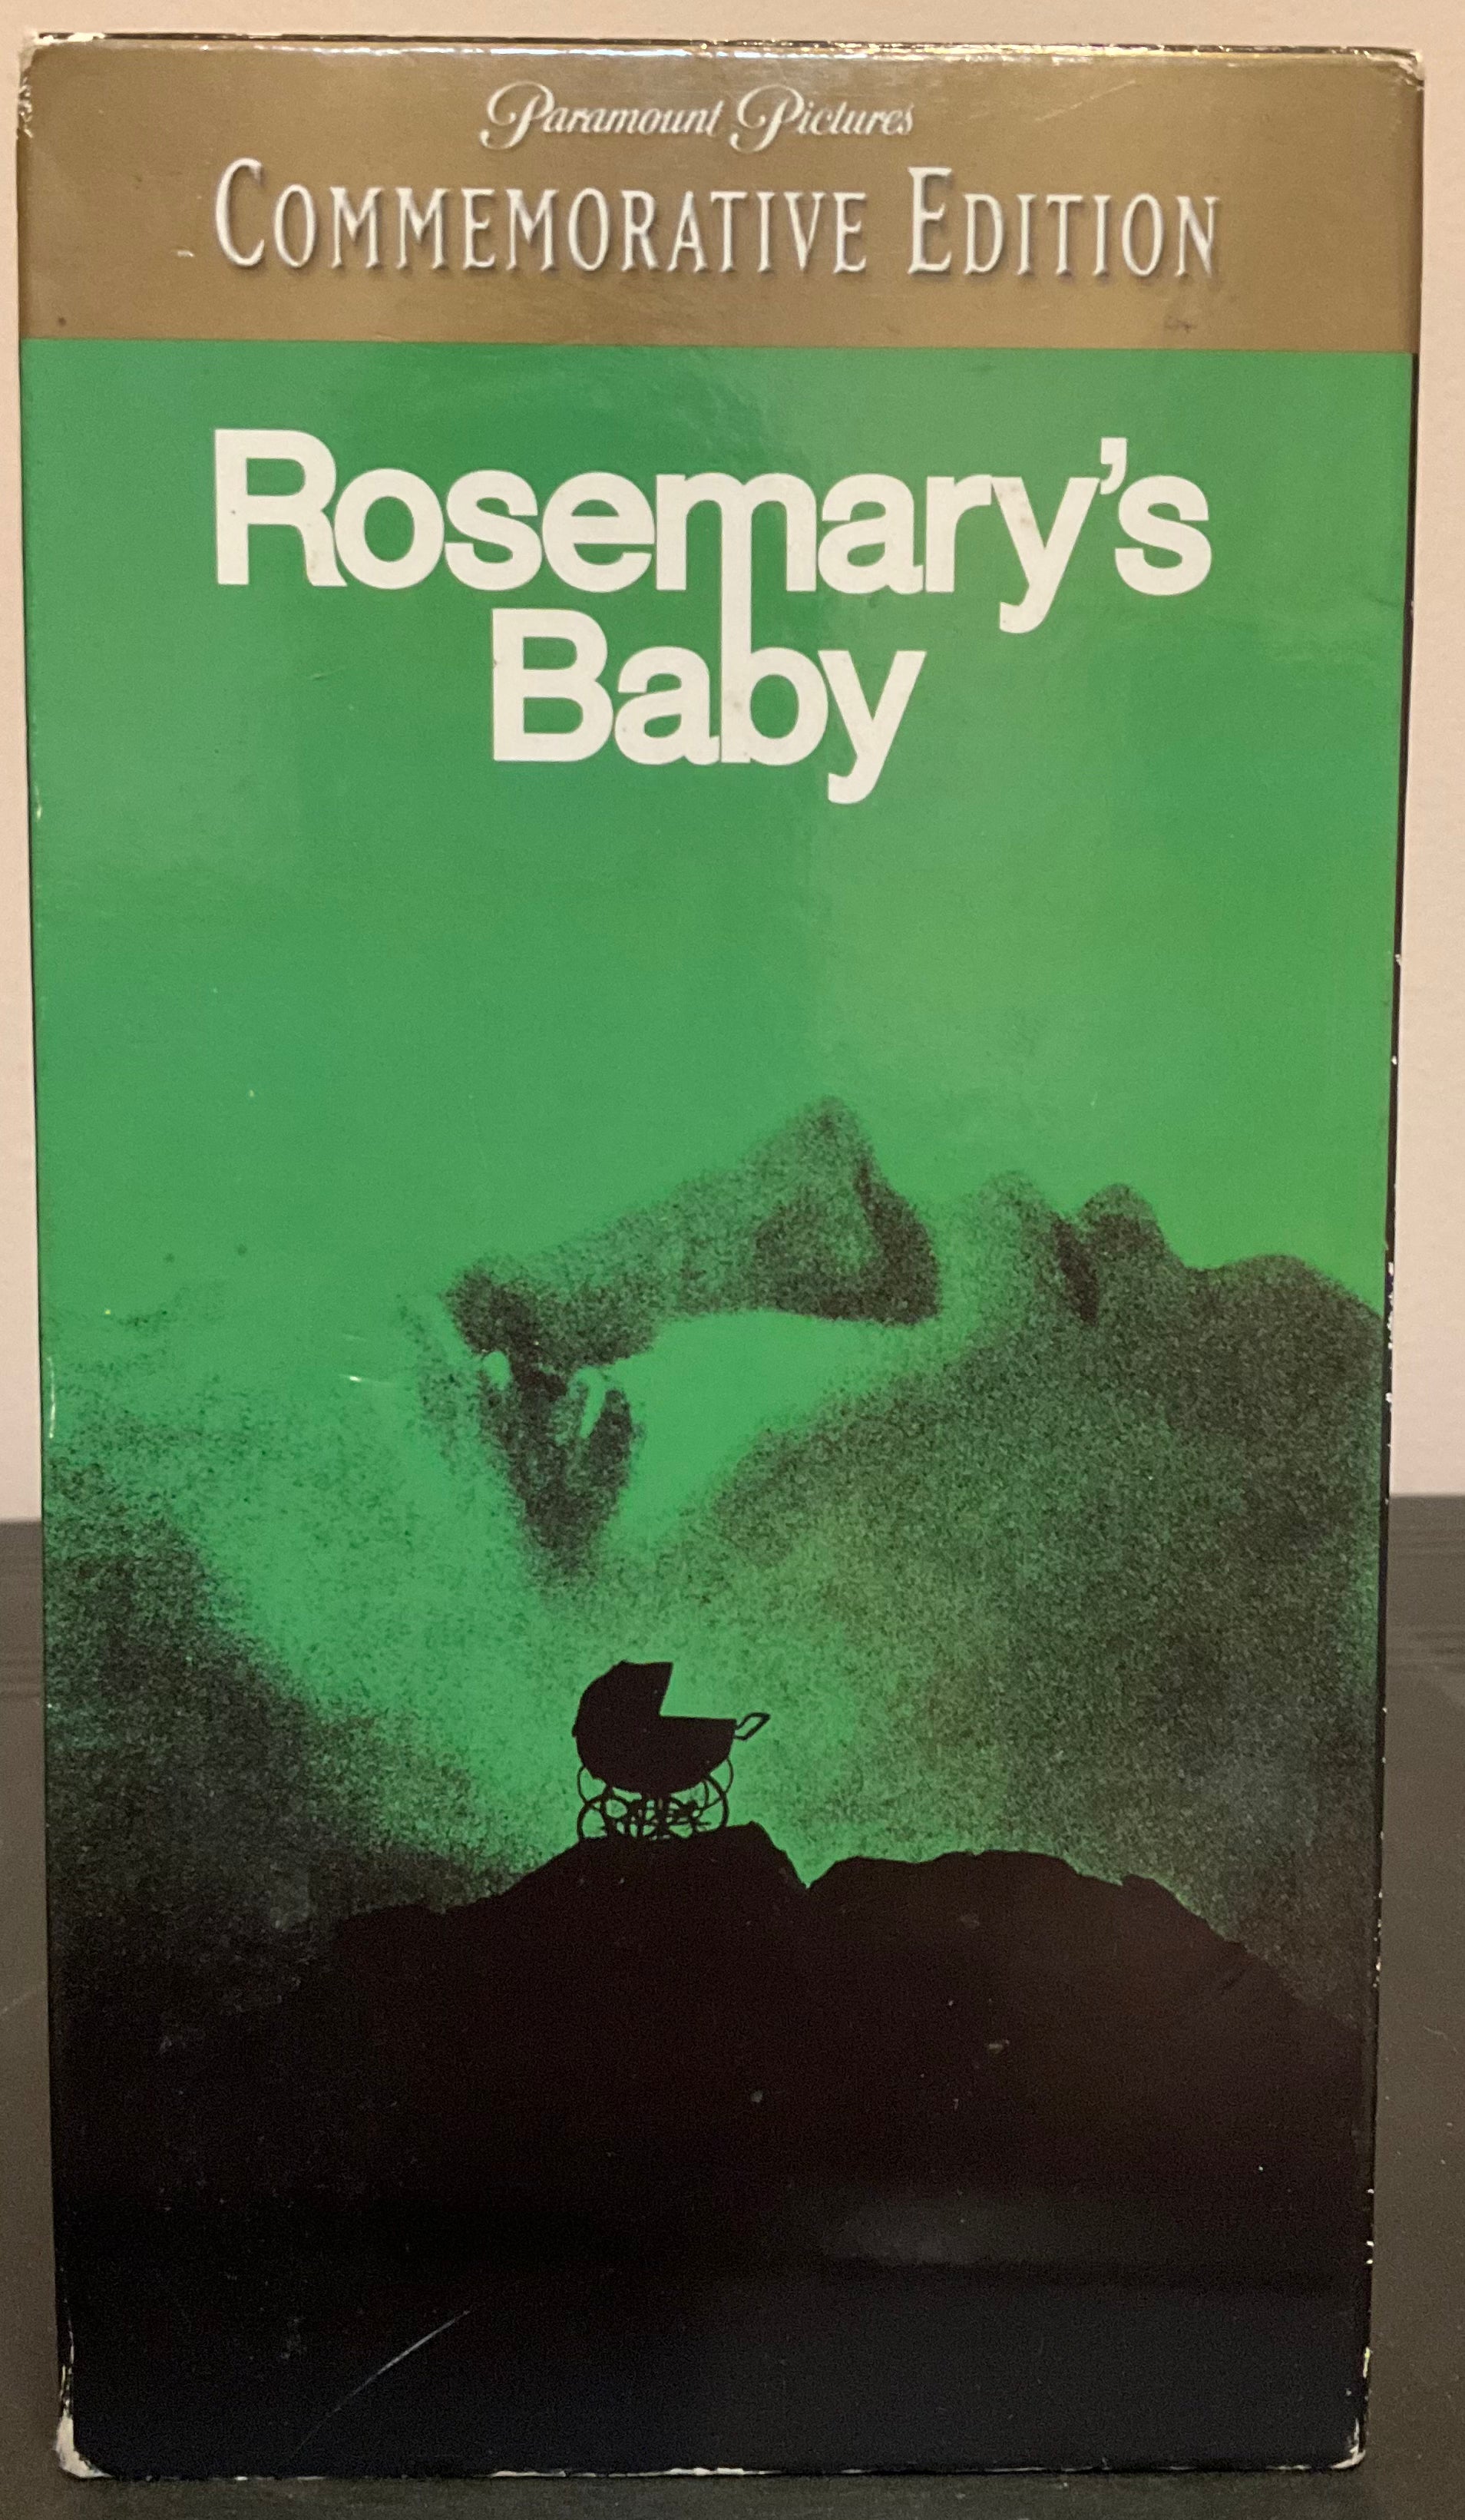 Paramount Pictures
COMMEMORATIVE EDITION
Rosemary's
Baby